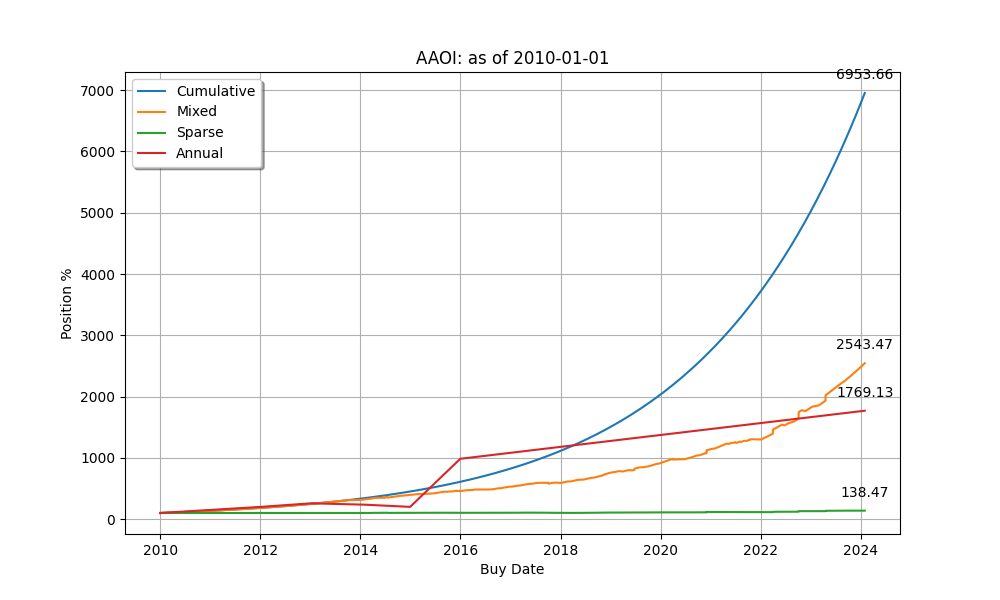 AAOI: as of 2010-01-01
6953.66
Cumulative
Mixed
Sparse
Annual
7000
6000
5000
4000
3000
2000
1000
0
2543.47
1769.13
138.47
Position %
2010 2012 2014 2016 2018 2020 2022 2024
Buy Date